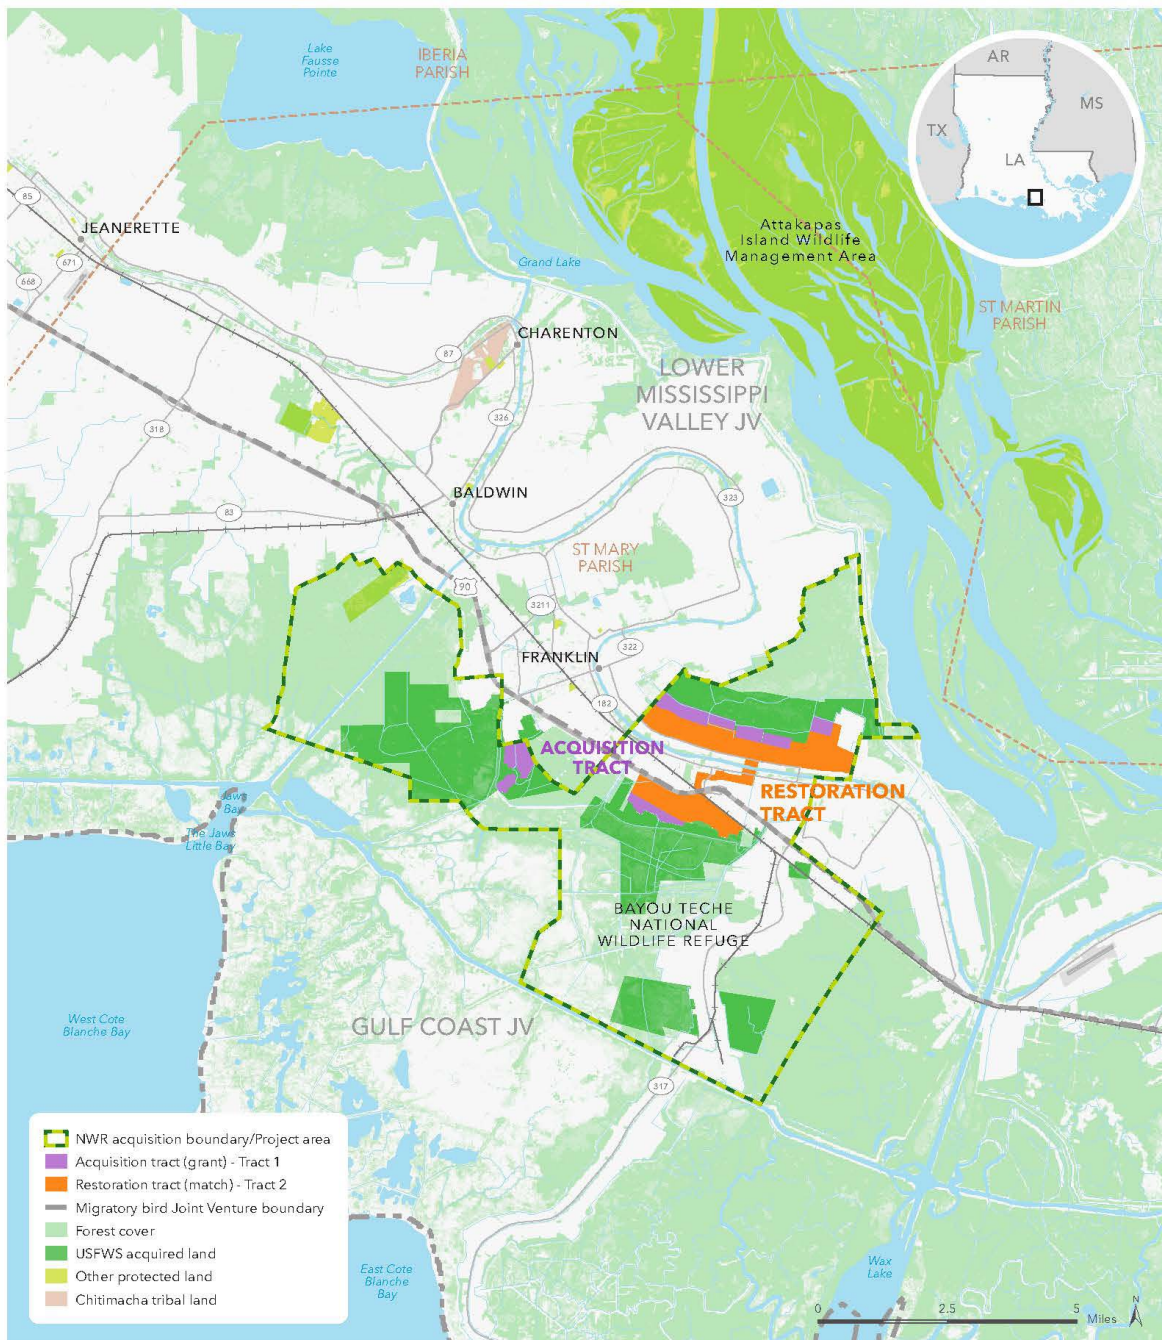 Lake
Fausse
Pointe
IBERIA
PARISH
AR
MS
TX
LA
85
JEANERETTE
671
668
Attakapas
Island Wildlife
Management Area
Grand Lake
ST MARTIN
PARISH
CHARENTON
87
LOWER
MISSISSIPPI
VALLEY JV
326
318
BALDWIN
323
83
ST MARY
PARISH
90
3211
322
FRANKLIN
182
ACQUISITION
TRACT
RESTORATION
TRACT
Jaws
Bay
The Jaws
Little Bay
BAYOU TECHE
NATIONAL
WILDLIFE REFUGE
West Cote
Blanche Bay
GULF COAST JV
317
NWR acquisition boundary/Project area
Acquisition tract (grant) - Tract 1
Restoration tract (match) - Tract 2
Migratory bird Joint Venture boundary
Forest cover
USFWS acquired land
Other protected land
Chitimacha tribal land
East Cote
Blanche
Bay
Wax
Lake
0 2.5 5
Miles
N